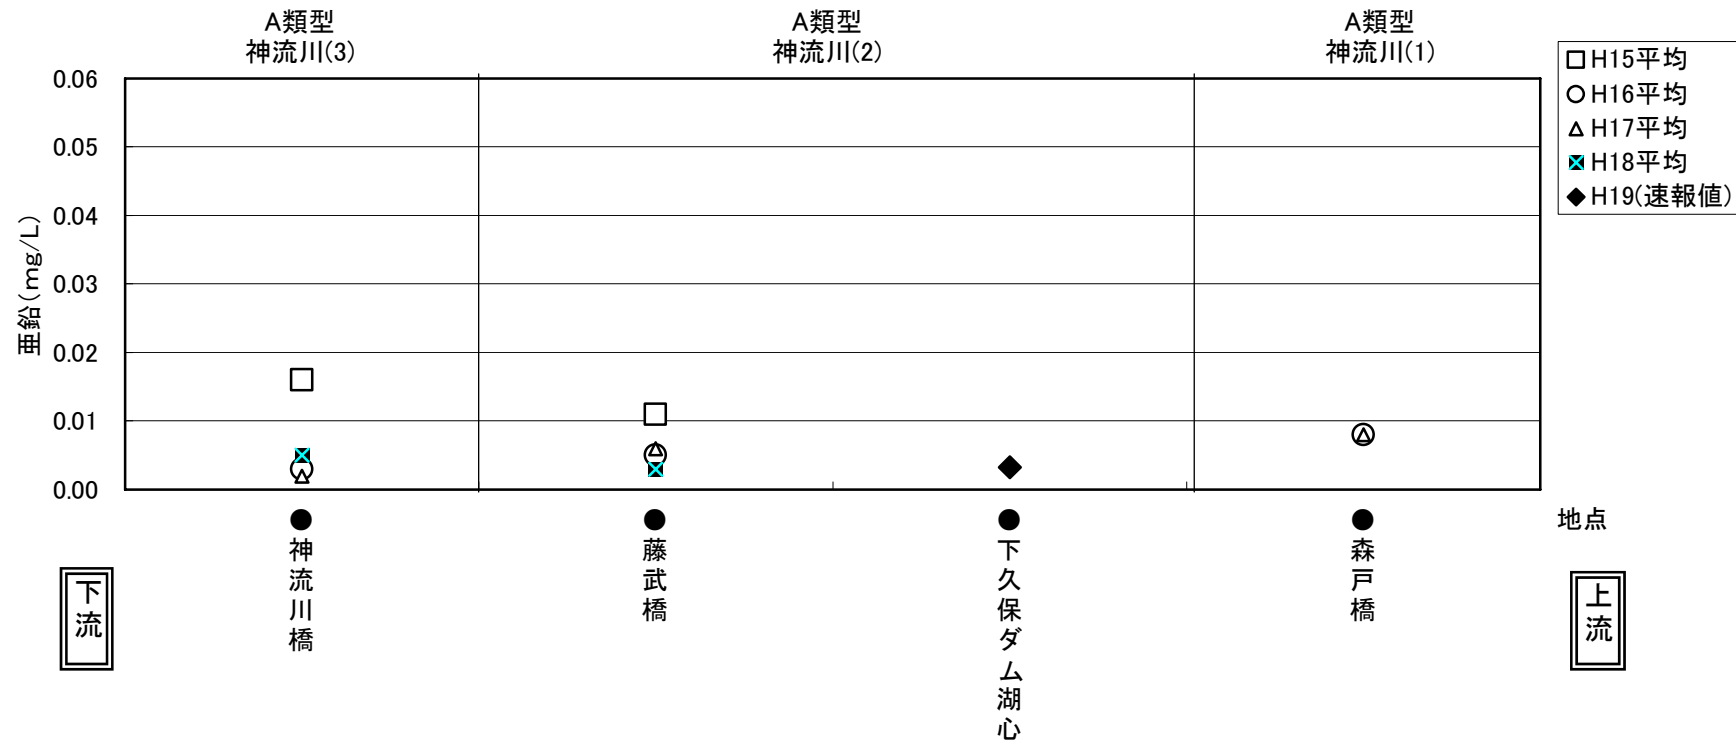 A類型
神流川(3)
A類型
神流川(2)
A類型
神流川(1)
H15平均
H16平均
H17平均
H18平均
H19(速報値)
亜鉛(mg/L)
0.06
0.05
0.04
0.03
0.02
0.01
0.00
神流川橋
藤武橋
下久保ダム湖心
森戸橋
地点
下流
上流